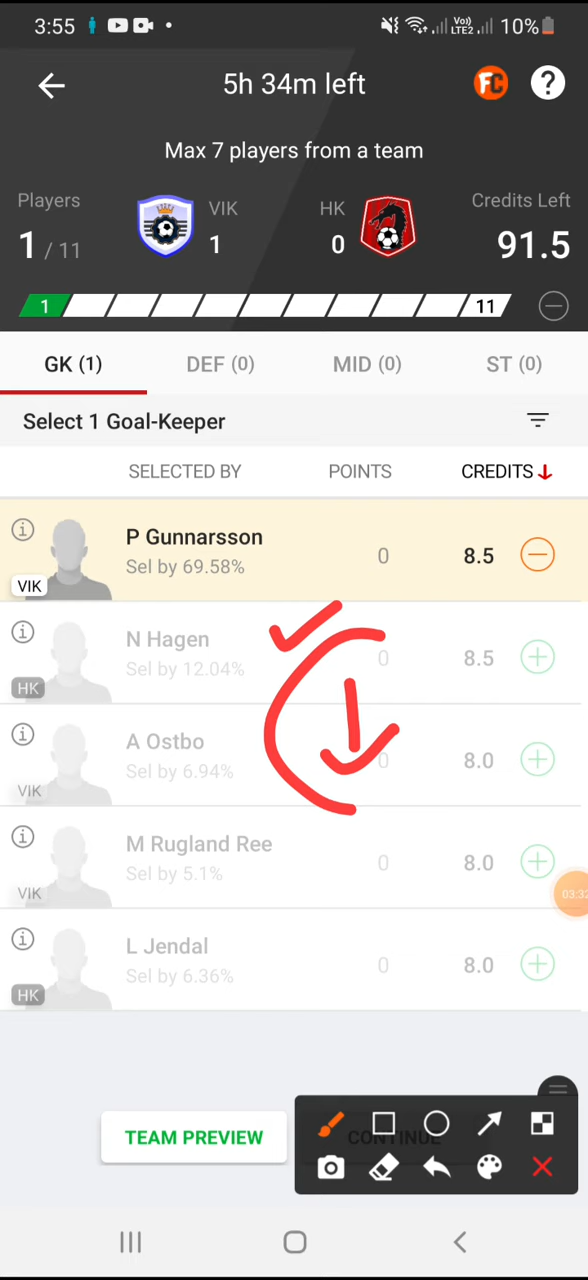 3:55 Vo) LTE2 10%
5h 34m left FC ?
Max 7 players from a team
Players VIK HK Credits Left
1 / 11 1 0 91.5
1 11
GK (1) DEF (0) MID (0) ST (0)
Select 1 Goal-Keeper
SELECTED BY POINTS CREDITS
P Gunnarsson
Sel by 69.58% 0 8.5
VIK
N Hagen
Sel by 12.04% 0 8.5
HK
A Ostbo
Sel by 6.94% 0 8.0
VIK
M Rugland Ree
Sel by 5.1% 0 8.0
VIK
03:32
L Jendal
Sel by 6.36% 0 8.0
HK
TEAM PREVIEW CONTINUE